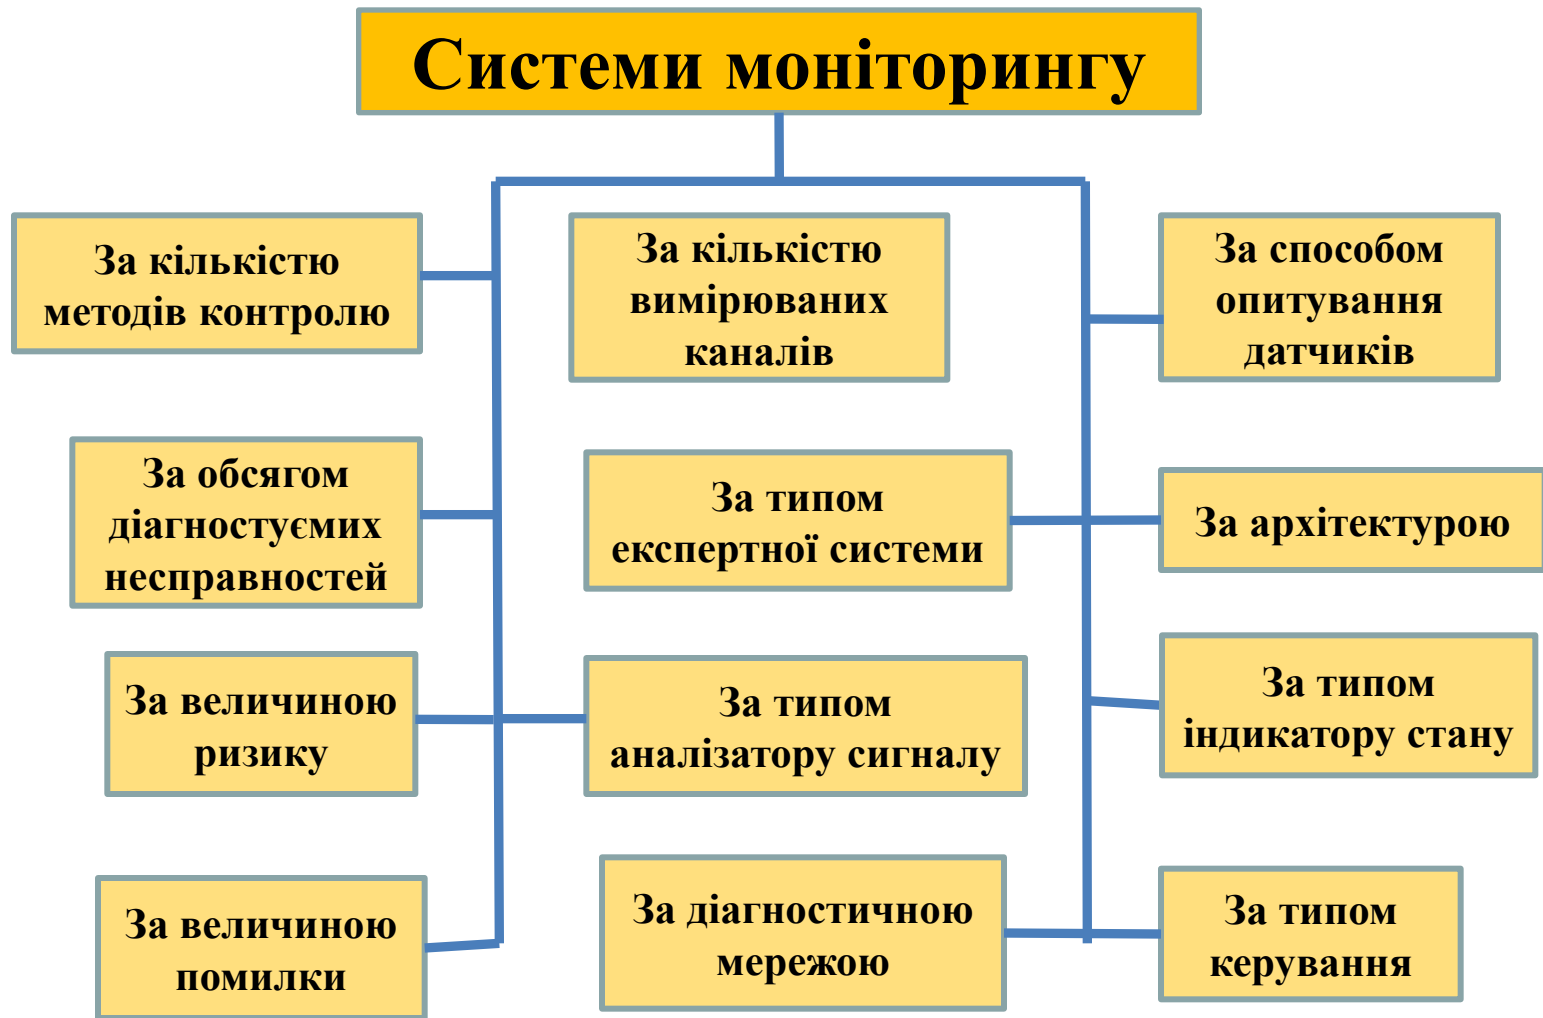 Системи моніторингу
За кількістю
методів контролю
За кількістю
вимірюваних
каналів
За способом
опитування
датчиків
За обсягом
діагностуємих
несправностей
За типом
експертної системи
За архітектурою
За величиною
ризику
За типом
аналізатору сигналу
За типом
індикатору стану
За величиною
помилки
За діагностичною
мережою
За типом
керування